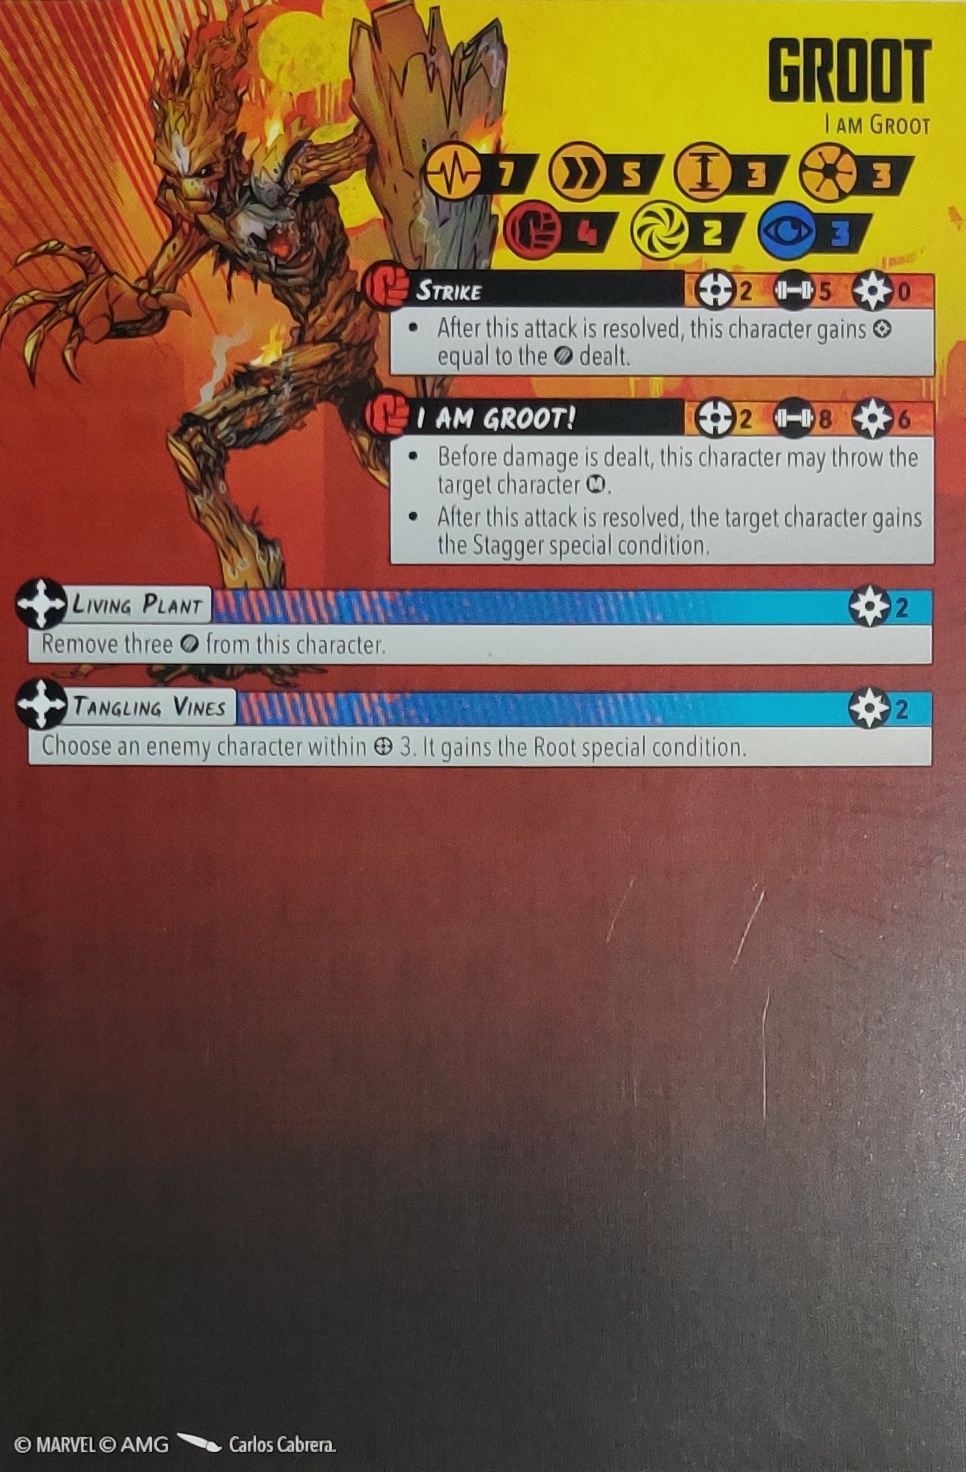 GROOT
I AM GROOT
7 5 3 3
4 2 3
STRIKE 2 5 0
• After this attack is resolved, this character gains
equal to the dealt.
I AM GROOT! 2 8 6
• Before damage is dealt, this character may throw the
target character M.
• After this attack is resolved, the target character gains
the Stagger special condition.
LIVING PLANT 2
Remove three from this character.
TANGLING VINES 2
Choose an enemy character within 3. It gains the Root special condition.
© MARVEL © AMG Carlos Cabrera.